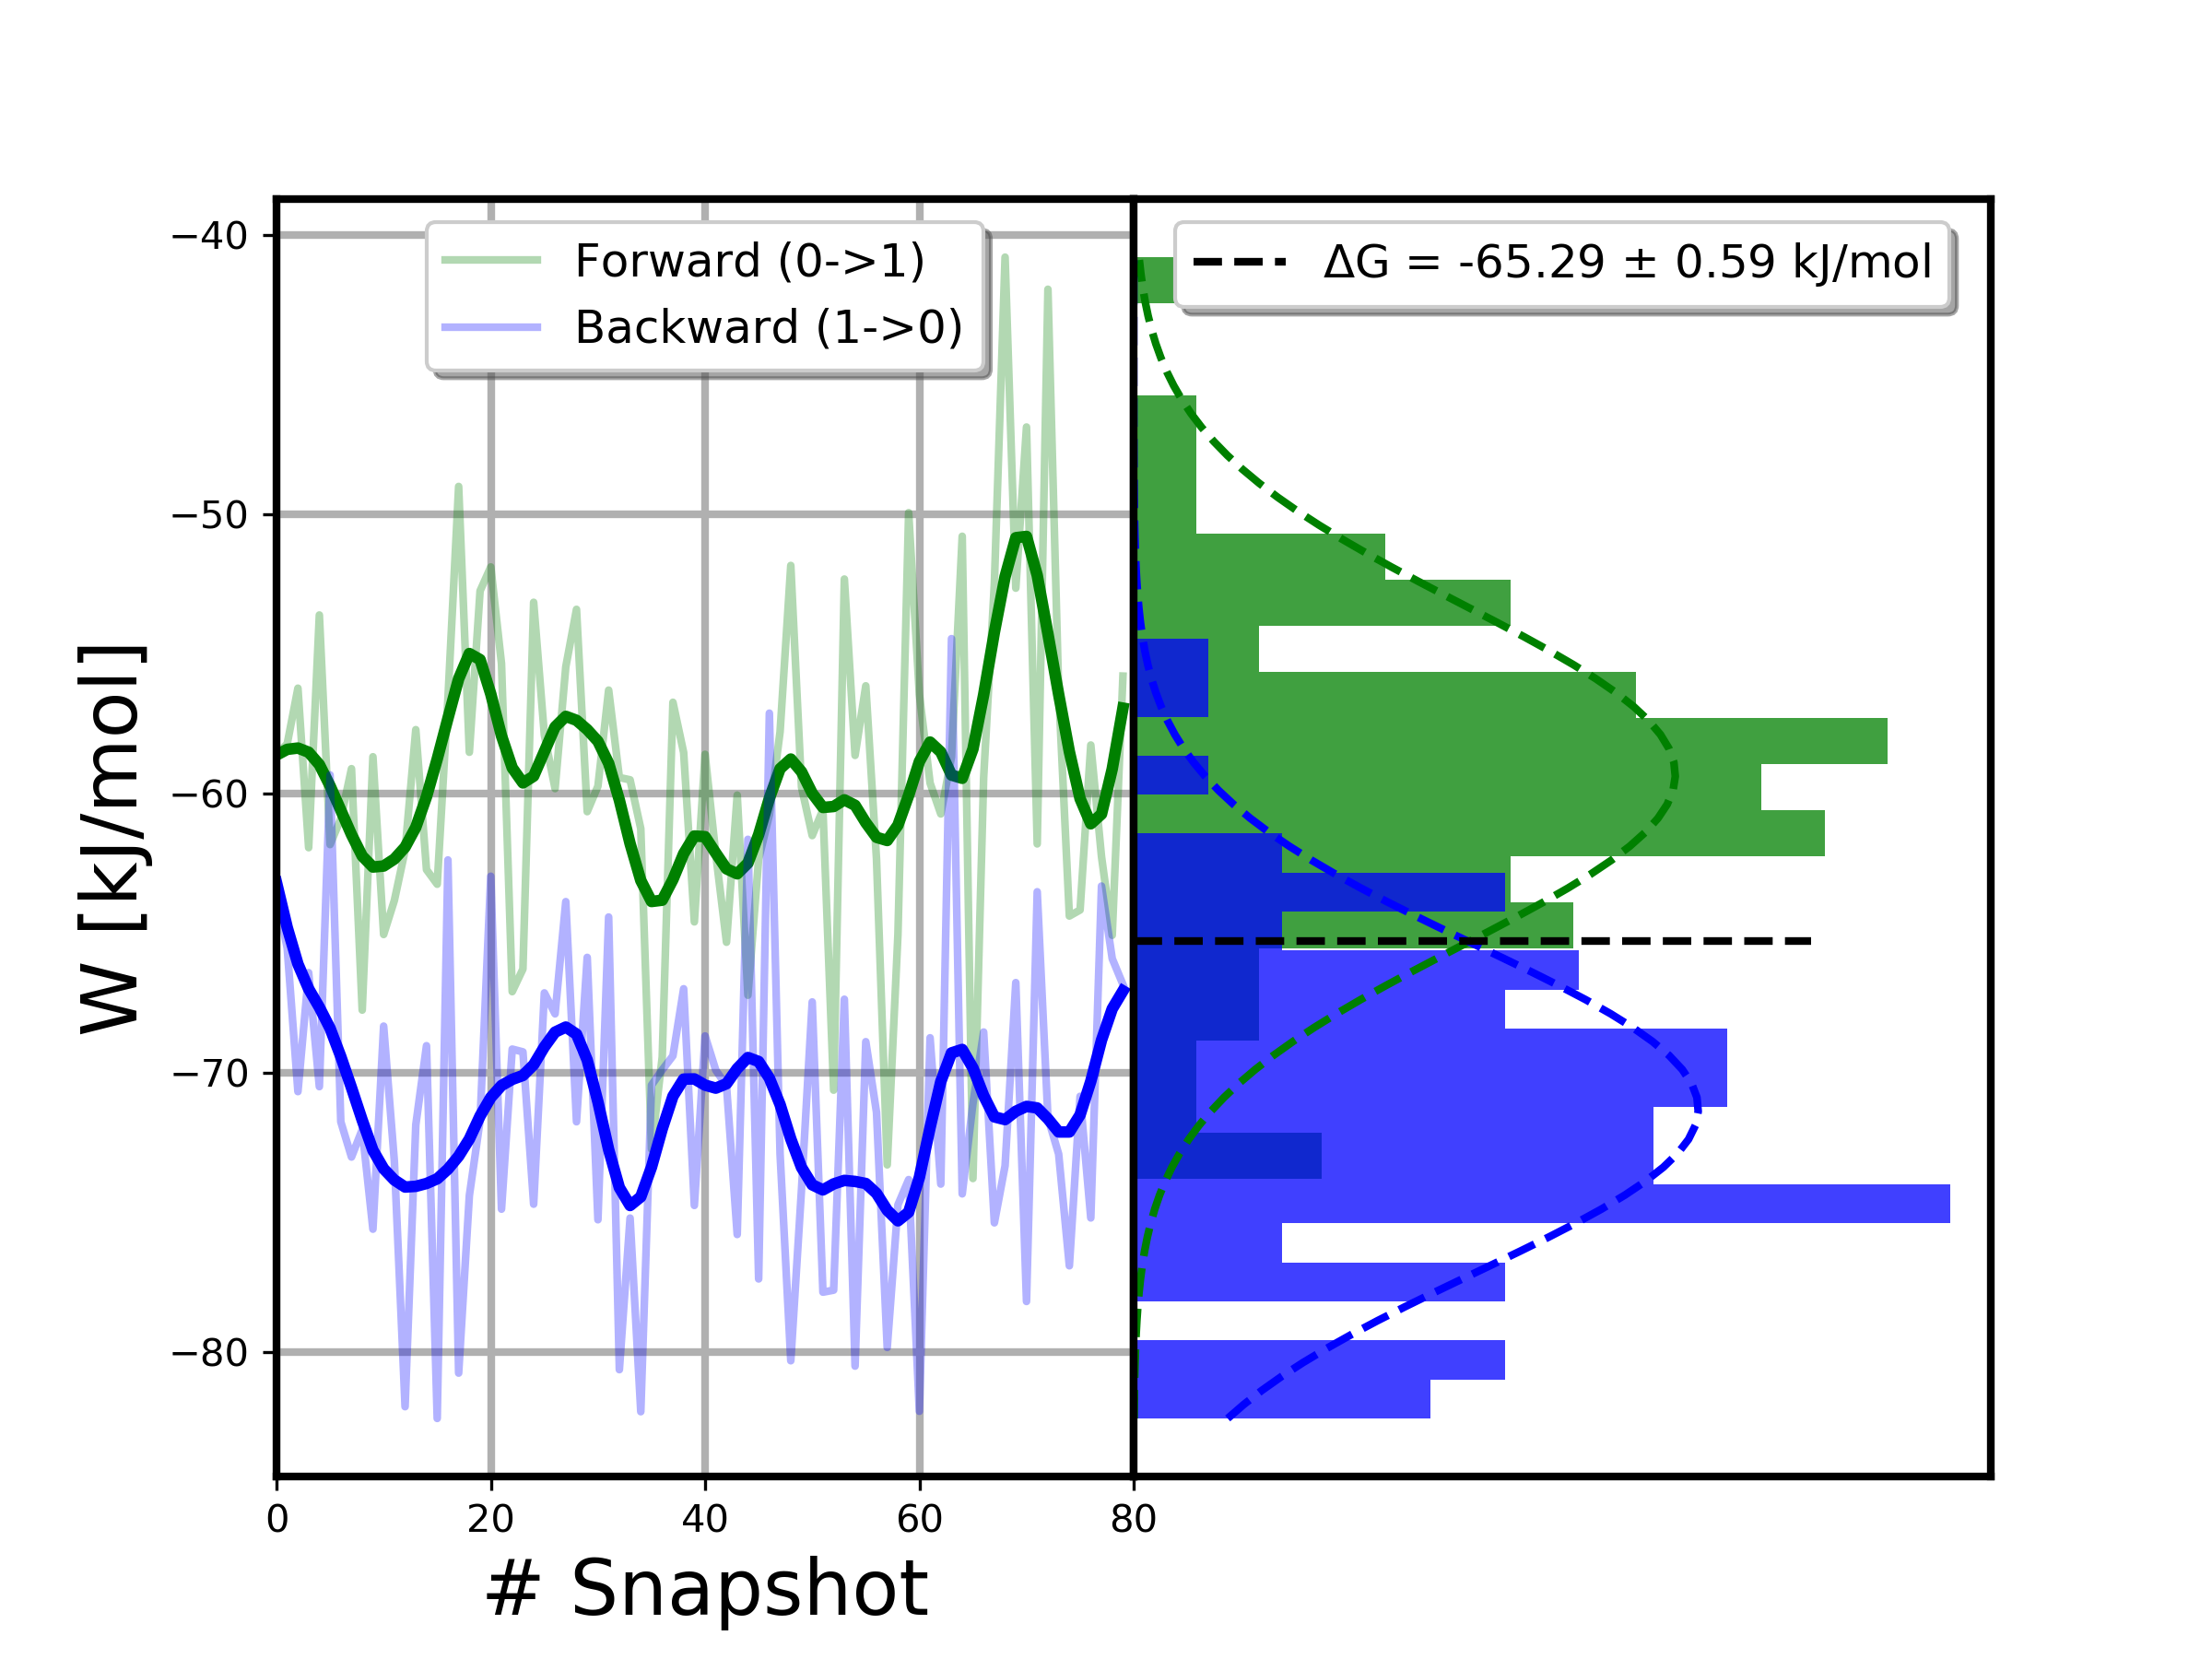 Forward (0->1)
Backward (1->0)
ΔG = -65.29 ± 0.59 kJ/mol
−40
−50
−60
−70
−80
W [kJ/mol]
0 20 40 60 80
# Snapshot